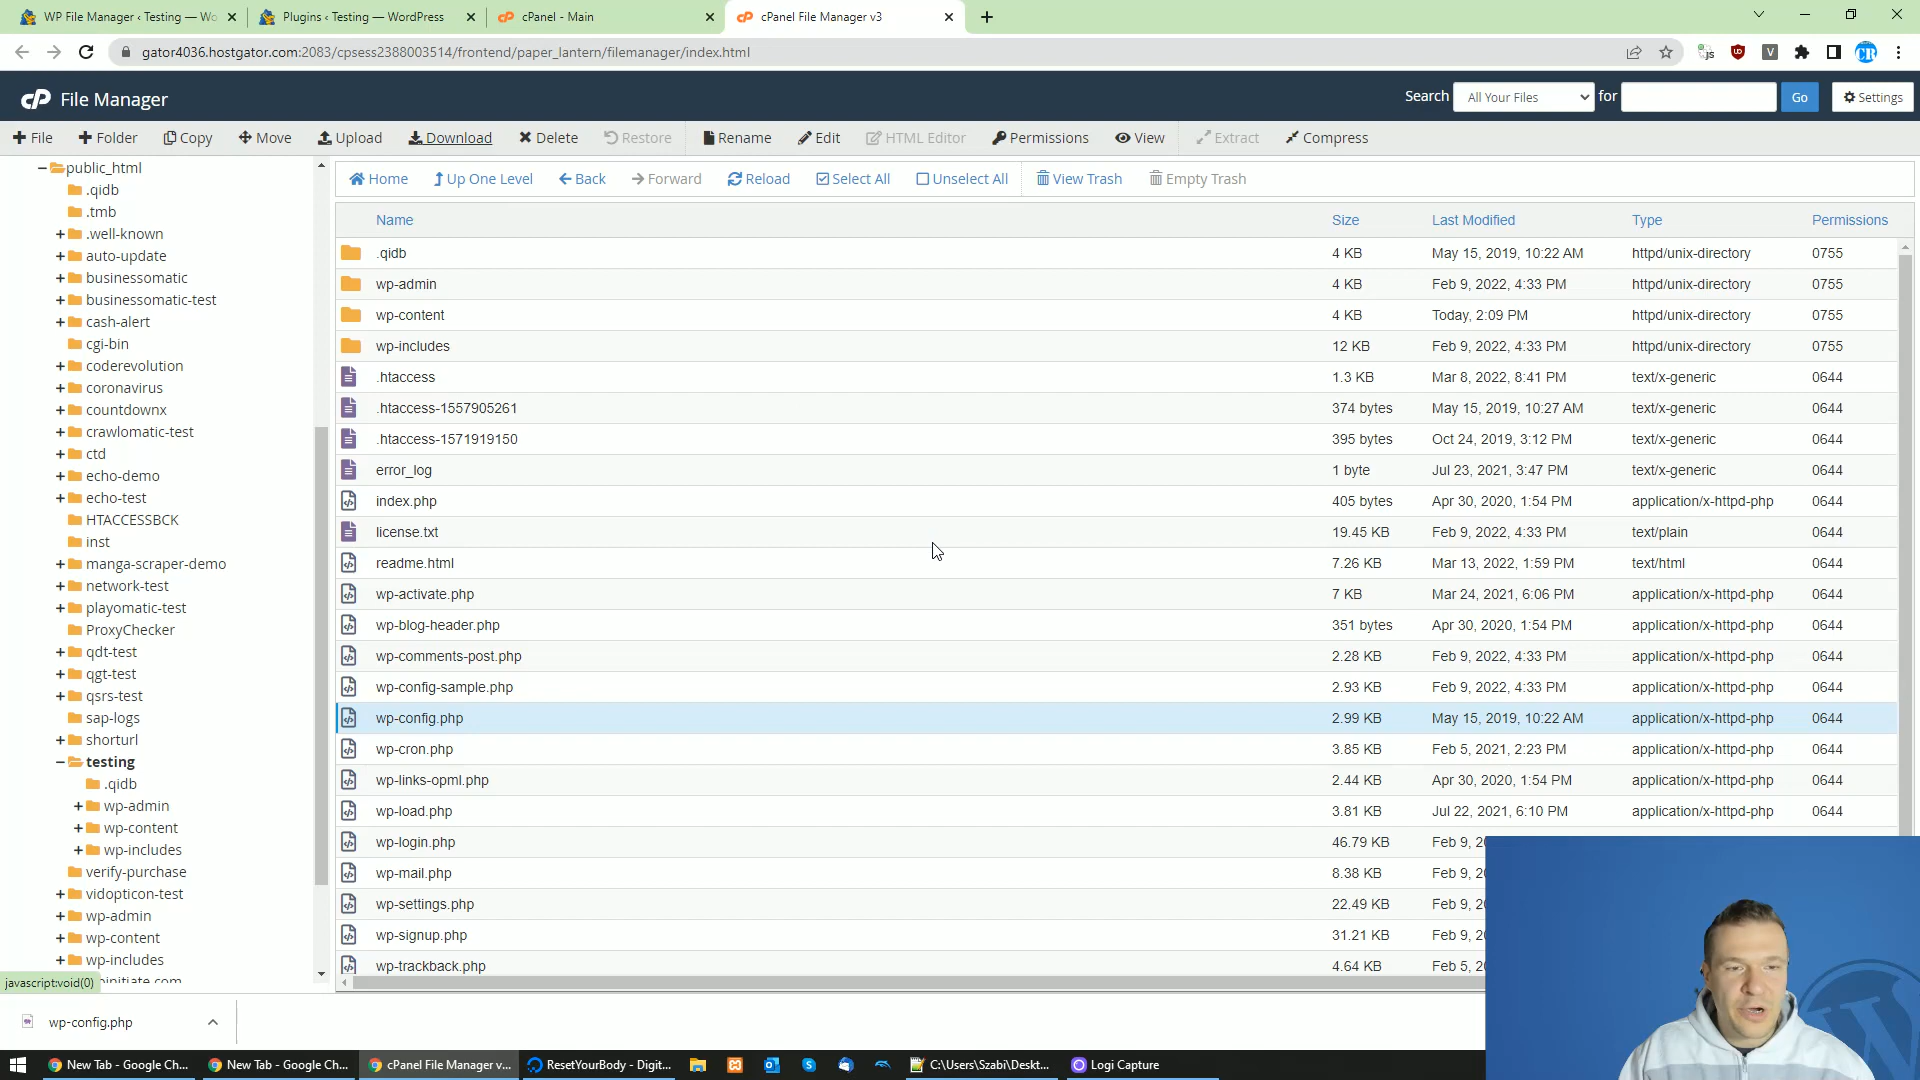 WP File Manager ‹ Testing — Wo
Plugins ‹ Testing — WordPress
cPanel - Main
cPanel File Manager v3
gator4036.hostgator.com:2083/cpsess2388003514/frontend/paper_lantern/filemanager/index.html
cP File Manager
Search All Your Files for Go Settings
File Folder Copy Move Upload Download Delete Restore Rename Edit HTML Editor Permissions View Extract Compress
Home Up One Level Back Forward Reload Select All Unselect All View Trash Empty Trash
public_html
.qidb
.tmb
.well-known
auto-update
businessomatic
businessomatic-test
cash-alert
cgi-bin
coderevolution
coronavirus
countdownx
crawlomatic-test
ctd
echo-demo
echo-test
HTACCESSBCK
inst
manga-scraper-demo
network-test
playomatic-test
ProxyChecker
qdt-test
qgt-test
qsrs-test
sap-logs
shorturl
testing
.qidb
wp-admin
wp-content
wp-includes
verify-purchase
vidopticon-test
wp-admin
wp-content
wp-includes
javascript:void(0)
Name Size Last Modified Type Permissions
.qidb 4 KB May 15, 2019, 10:22 AM httpd/unix-directory 0755
wp-admin 4 KB Feb 9, 2022, 4:33 PM httpd/unix-directory 0755
wp-content 4 KB Today, 2:09 PM httpd/unix-directory 0755
wp-includes 12 KB Feb 9, 2022, 4:33 PM httpd/unix-directory 0755
.htaccess 1.3 KB Mar 8, 2022, 8:41 PM text/x-generic 0644
.htaccess-1557905261 374 bytes May 15, 2019, 10:27 AM text/x-generic 0644
.htaccess-1571919150 395 bytes Oct 24, 2019, 3:12 PM text/x-generic 0644
error_log 1 byte Jul 23, 2021, 3:47 PM text/x-generic 0644
index.php 405 bytes Apr 30, 2020, 1:54 PM application/x-httpd-php 0644
license.txt 19.45 KB Feb 9, 2022, 4:33 PM text/plain 0644
readme.html 7.26 KB Mar 13, 2022, 1:59 PM text/html 0644
wp-activate.php 7 KB Mar 24, 2021, 6:06 PM application/x-httpd-php 0644
wp-blog-header.php 351 bytes Apr 30, 2020, 1:54 PM application/x-httpd-php 0644
wp-comments-post.php 2.28 KB Feb 9, 2022, 4:33 PM application/x-httpd-php 0644
wp-config-sample.php 2.93 KB Feb 9, 2022, 4:33 PM application/x-httpd-php 0644
wp-config.php 2.99 KB May 15, 2019, 10:22 AM application/x-httpd-php 0644
wp-cron.php 3.85 KB Feb 5, 2021, 2:23 PM application/x-httpd-php 0644
wp-links-opml.php 2.44 KB Apr 30, 2020, 1:54 PM application/x-httpd-php 0644
wp-load.php 3.81 KB Jul 22, 2021, 6:10 PM application/x-httpd-php 0644
wp-login.php 46.79 KB Feb 9, 2
wp-mail.php 8.38 KB Feb 9, 2
wp-settings.php 22.49 KB Feb 9, 2
wp-signup.php 31.21 KB Feb 9, 2
wp-trackback.php 4.64 KB Feb 5, 2
wp-config.php
New Tab - Google Ch...
New Tab - Google Ch...
cPanel File Manager v...
ResetYourBody - Digit...
C:\Users\Szabi\Deskt...
Logi Capture